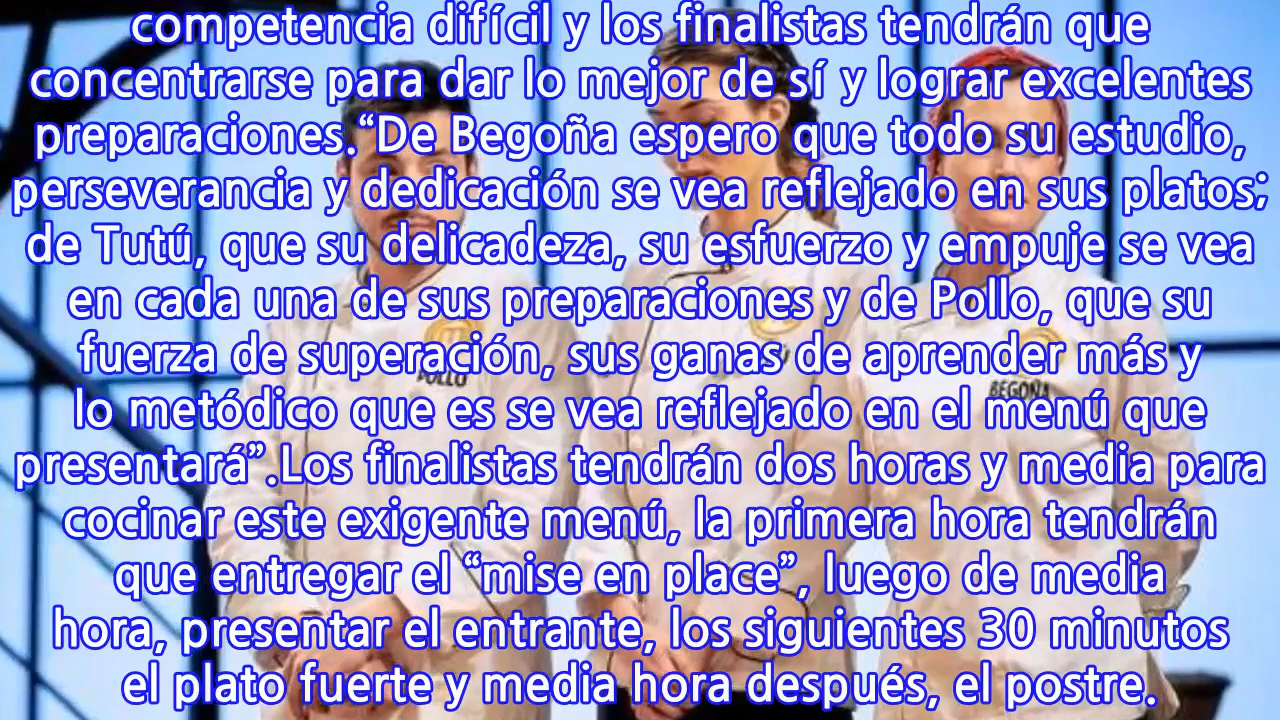 competencia difícil y los finalistas tendrán que
concentrarse para dar lo mejor de sí y lograr excelentes
preparaciones.“De Begoña espero que todo su estudio,
perseverancia y dedicación se vea reflejado en sus platos;
de Tutú, que su delicadeza, su esfuerzo y empuje se vea
en cada una de sus preparaciones y de Pollo, que su
fuerza de superación, sus ganas de aprender más y
lo metódico que es se vea reflejado en el menú que
presentará”.Los finalistas tendrán dos horas y media para
cocinar este exigente menú, la primera hora tendrán
que entregar el “mise en place”, luego de media
hora, presentar el entrante, los siguientes 30 minutos
el plato fuerte y media hora después, el postre.
POLLO
BEGOÑA